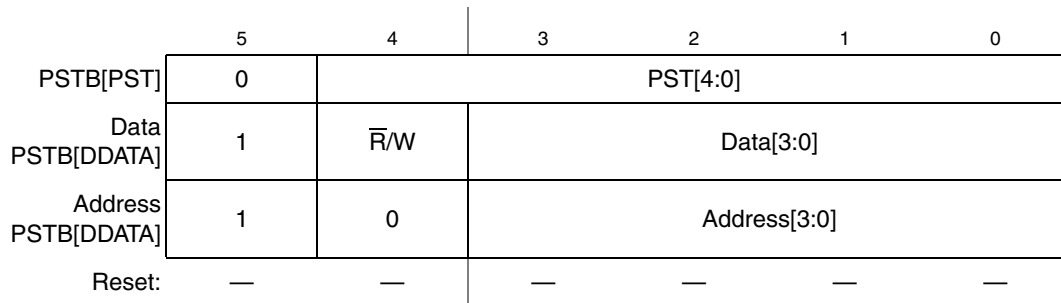 5 4 3 2 1 0
PSTB[PST] 0 PST[4:0]
Data
PSTB[DDATA] 1 R̅/W Data[3:0]
Address
PSTB[DDATA] 1 0 Address[3:0]
Reset: — — — — — —